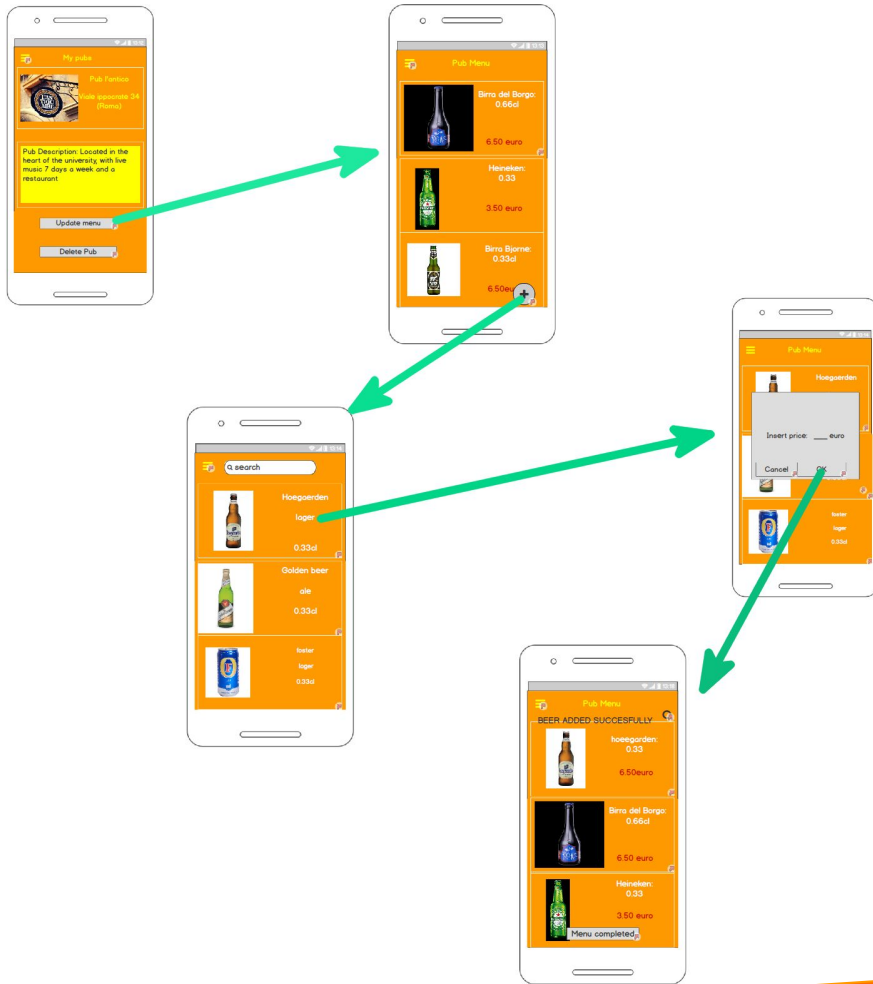 My pubs
Pub l'antico
Viale ippocrate 34
(Roma)
Pub Description: Located in the
heart of the university, with live
music 7 days a week and a
restaurant
Update menu
Delete Pub
Pub Menu
Birra del Borgo:
0.66cl
6.50 euro
Heineken:
0.33
3.50 euro
Birra Bjorne:
0.33cl
6.50eu
+
search
Hoegaerden
lager
0.33cl
Golden beer
ale
0.33cl
foster
lager
0.33cl
Pub Menu
Hoegaerden
Insert price: ___ euro
Cancel
OK
foster
lager
0.33cl
Pub Menu
BEER ADDED SUCCESFULLY
hoeegarden:
0.33
6.50euro
Birra del Borgo:
0.66cl
6.50 euro
Heineken:
0.33
3.50 euro
Menu completed